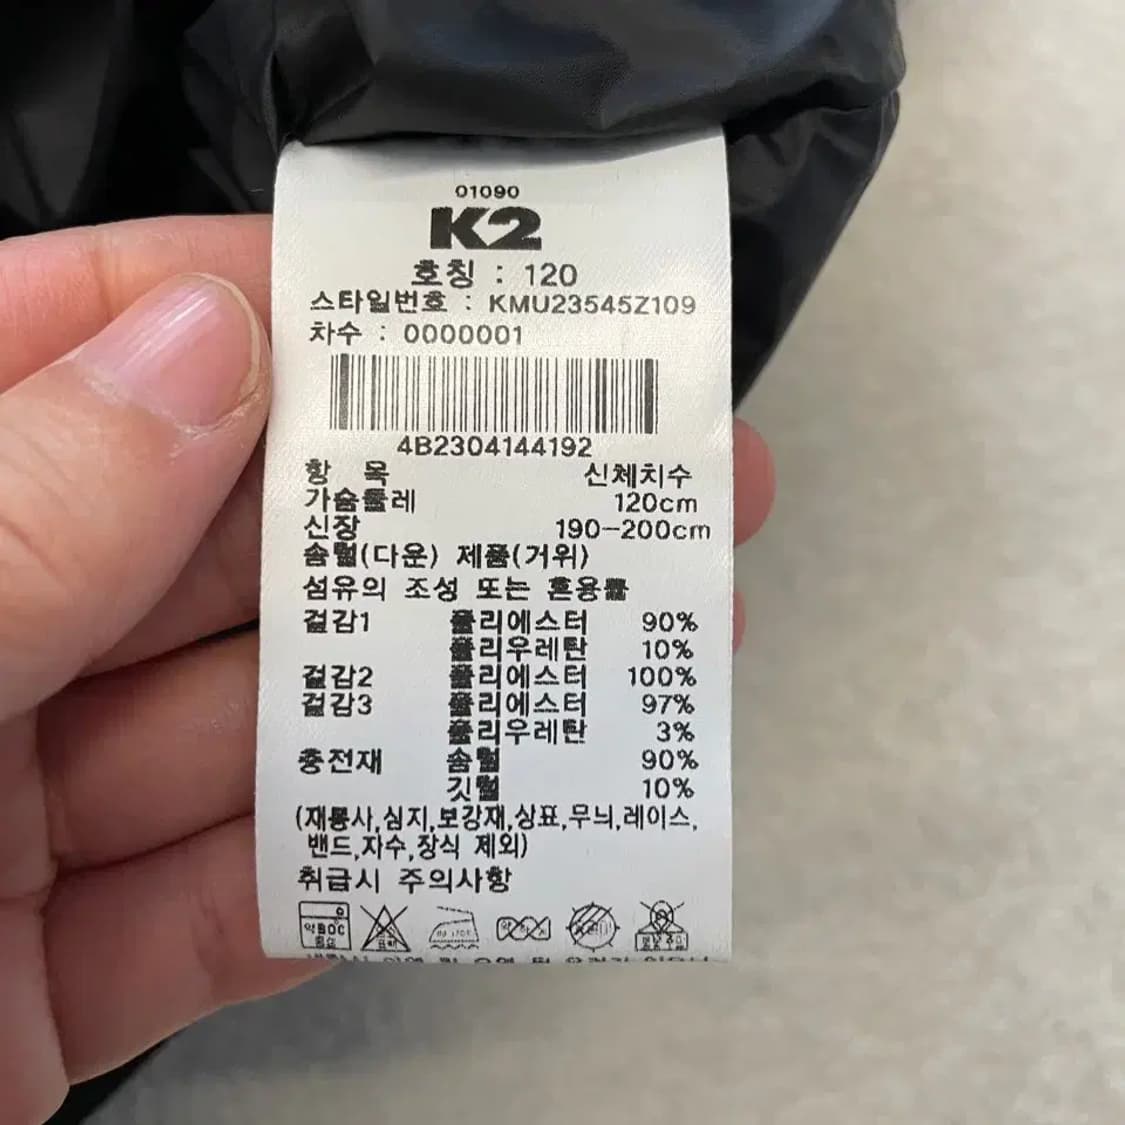 01090
K2
호칭 : 120
스타일번호 : KMU23545Z109
차수 : 0000001
4B2304144192
항 목 신체치수
가슴둘레 120cm
신장 190-200cm
솜털(다운) 제품(거위)
섬유의 조성 또는 혼용률
겉감1 폴리에스터 90%
폴리우레탄 10%
겉감2 폴리에스터 100%
겉감3 폴리에스터 97%
폴리우레탄 3%
충전재 솜털 90%
깃털 10%
(재봉사,심지,보강재,상표,무늬,레이스,
밴드,자수,장식 제외)
취급시 주의사항
약30℃
중성